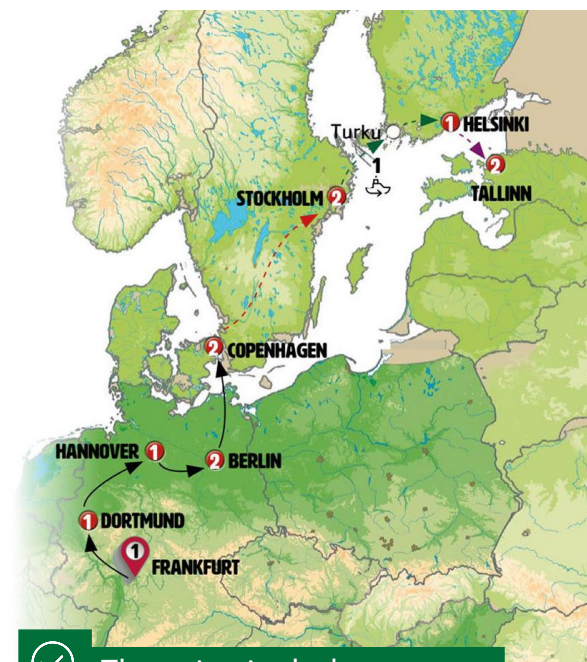 Turku
1
HELSINKI
1
2
TALLINN
STOCKHOLM
2
2
COPENHAGEN
HANNOVER
1
2
BERLIN
1
DORTMUND
1
FRANKFURT